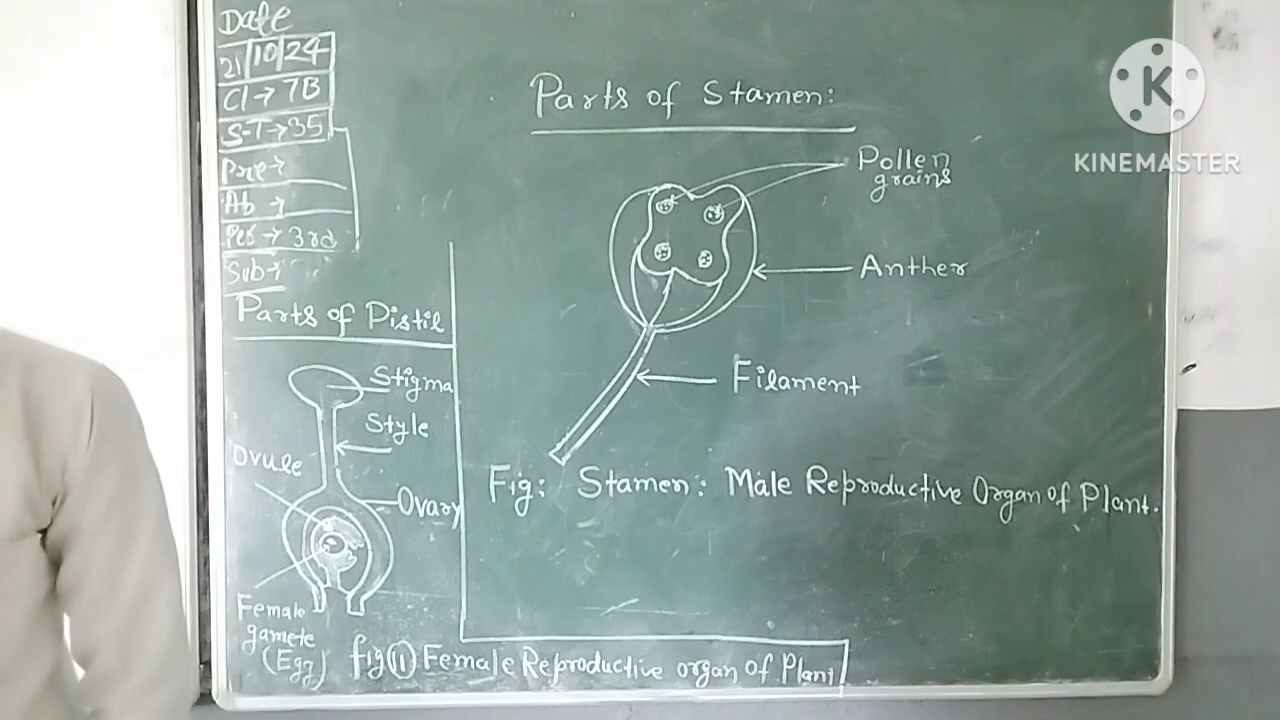 Date
21/10/24
Cl → 7B
S-T → 35
Pre →
Ab →
Per → 3rd
Sub →
Parts of Pistil
Stigma
Style
Ovule
Ovary
Female
gamete
(Egg)
fig (ii) Female Reproductive organ of Plant
Parts of Stamen:
Pollen
grains
Anther
Filament
Fig: Stamen: Male Reproductive Organ of Plant.
K
KINEMASTER